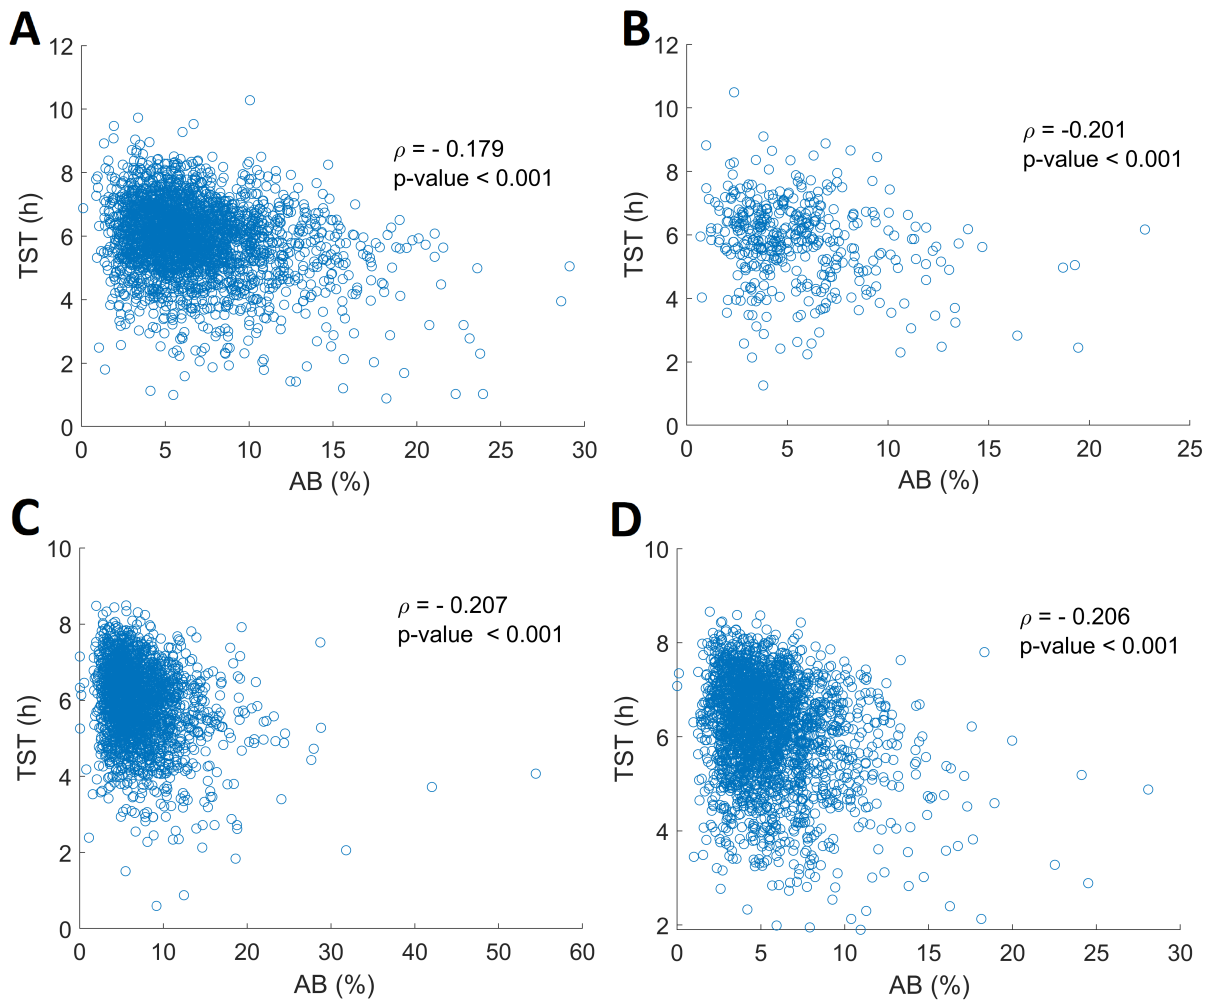 A
12
10
8
6
4
2
0
TST (h)
ρ = - 0.179
p-value < 0.001
0 5 10 15 20 25 30
AB (%)
B
12
10
8
6
4
2
0
TST (h)
ρ = -0.201
p-value < 0.001
0 5 10 15 20 25
AB (%)
C
10
8
6
4
2
0
TST (h)
ρ = - 0.207
p-value < 0.001
0 10 20 30 40 50 60
AB (%)
D
10
8
6
4
2
TST (h)
ρ = - 0.206
p-value < 0.001
0 5 10 15 20 25 30
AB (%)